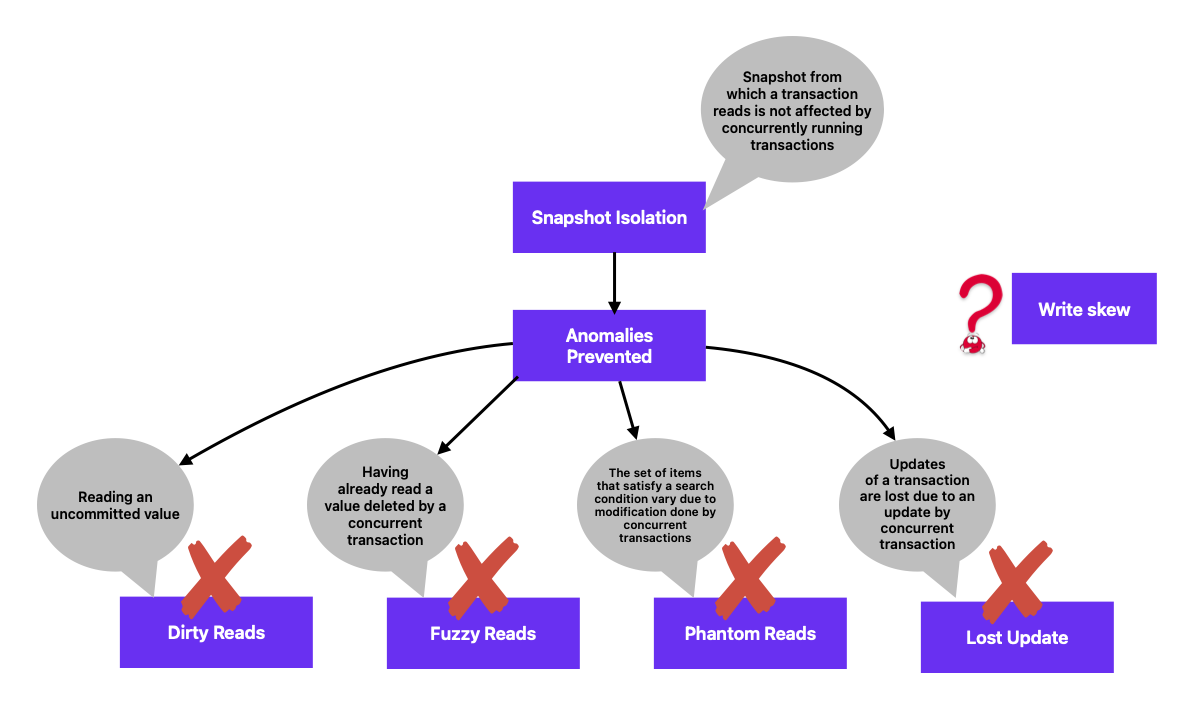 Snapshot from
which a transaction
reads is not affected by
concurrently running
transactions
Snapshot Isolation
Write skew
Anomalies
Prevented
Reading an
uncommitted value
Having
already read a
value deleted by a
concurrent
transaction
The set of items
that satisfy a search
condition vary due to
modification done by
concurrent
transactions
Updates
of a transaction
are lost due to an
update by
concurrent
transaction
Dirty Reads
Fuzzy Reads
Phantom Reads
Lost Update